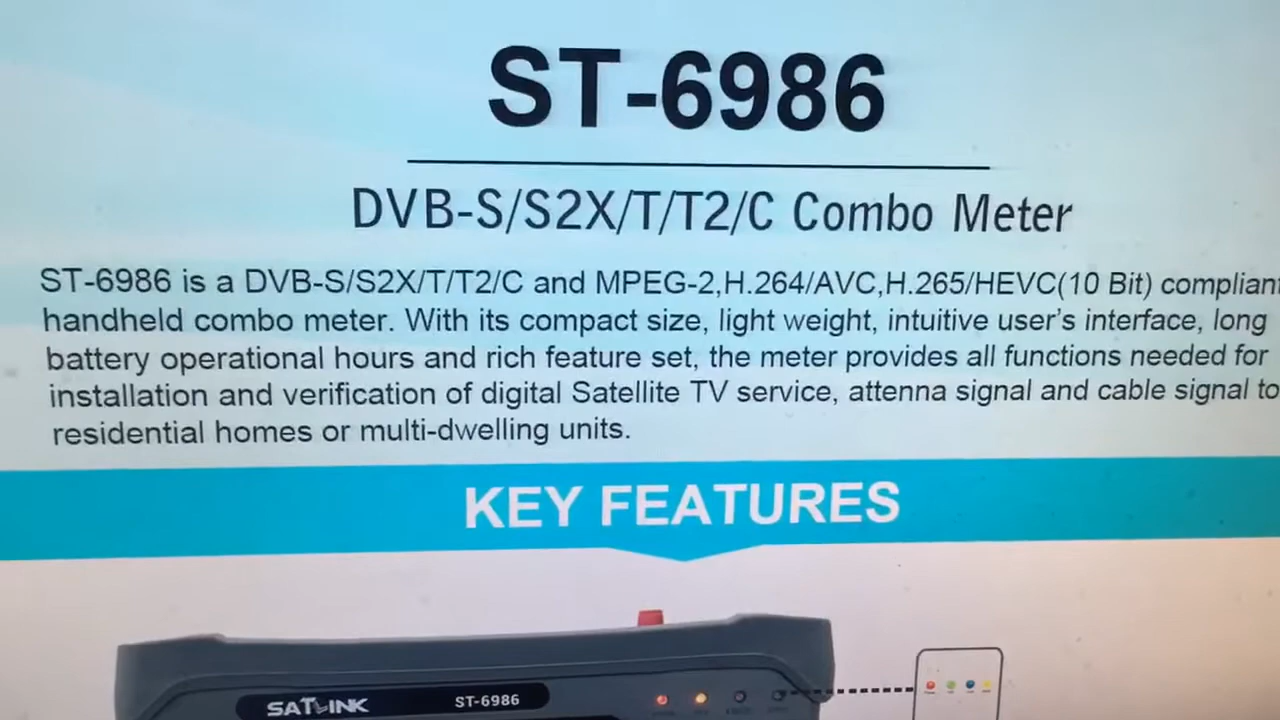 ST-6986
DVB-S/S2X/T/T2/C Combo Meter
ST-6986 is a DVB-S/S2X/T/T2/C and MPEG-2,H.264/AVC,H.265/HEVC(10 Bit) compliant
handheld combo meter. With its compact size, light weight, intuitive user's interface, long
battery operational hours and rich feature set, the meter provides all functions needed for
installation and verification of digital Satellite TV service, attenna signal and cable signal to
residential homes or multi-dwelling units.
KEY FEATURES
SATLINK ST-6986